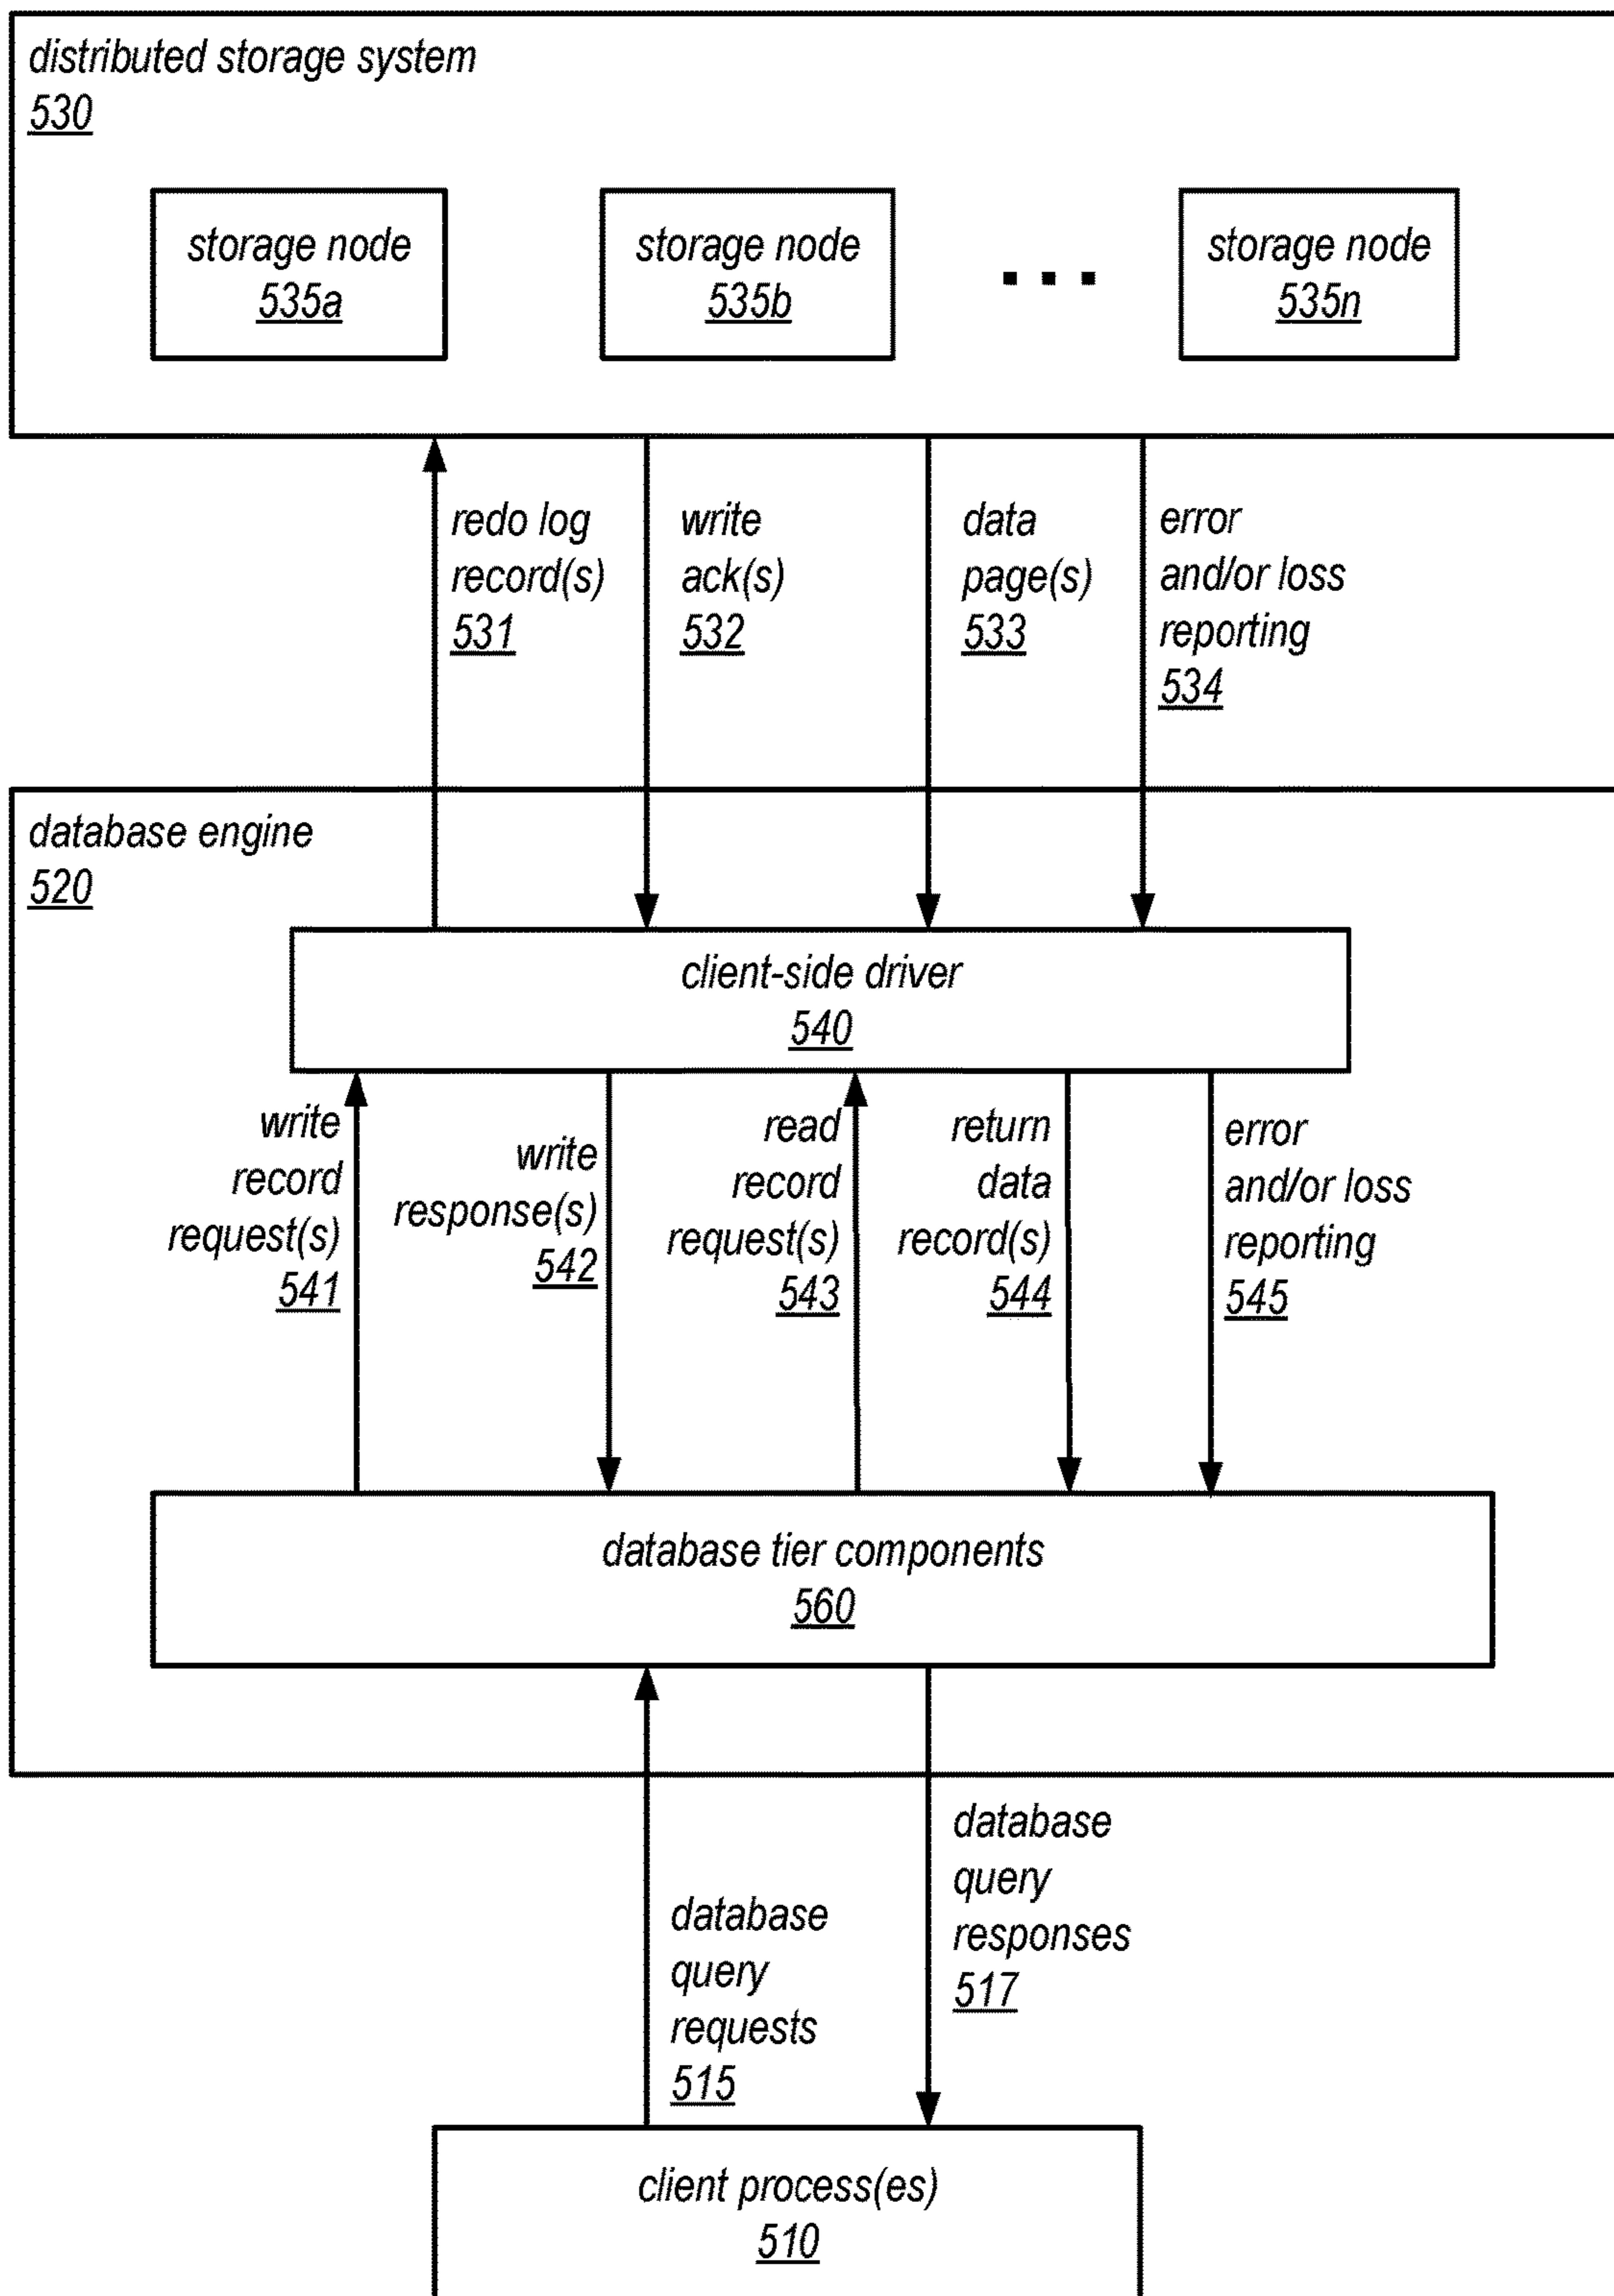 distributed storage system
530
storage node
535a
storage node
535b
...
storage node
535n
redo log
record(s)
531
write
ack(s)
532
data
page(s)
533
error
and/or loss
reporting
534
database engine
520
client-side driver
540
write
record
request(s)
541
write
response(s)
542
read
record
request(s)
543
return
data
record(s)
544
error
and/or loss
reporting
545
database tier components
560
database
query
requests
515
database
query
responses
517
client process(es)
510